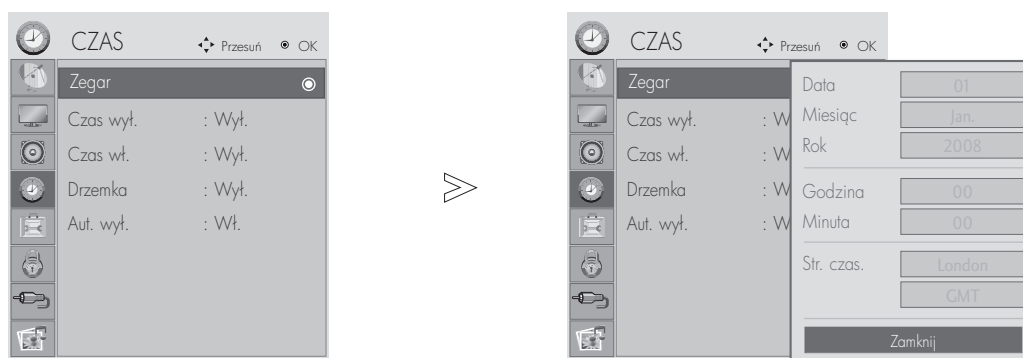 CZAS Przesuń OK
Zegar
Czas wył. : Wył.
Czas wł. : Wył.
Drzemka : Wył.
Aut. wył. : Wł.
CZAS Przesuń OK
Zegar
Czas wył. : W
Czas wł. : W
Drzemka : W
Aut. wył. : W
Data 01
Miesiąc Jan.
Rok 2008
Godzina 00
Minuta 00
Str. czas. London
GMT
Zamknij